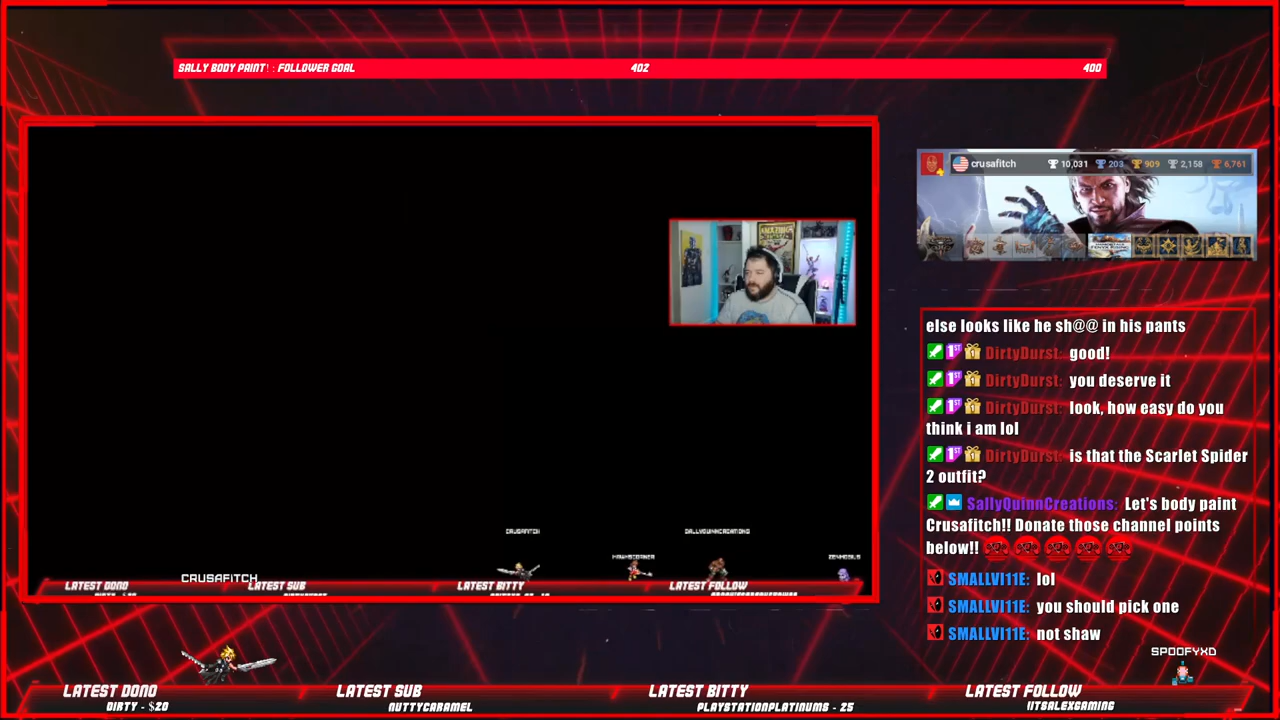 SALLY BODY PAINT! : FOLLOWER GOAL 402 400
crusafitch 10,031 203 909 2,158 6,761
else looks like he sh@@ in his pants
DirtyDurst: good!
DirtyDurst: you deserve it
DirtyDurst: look, how easy do you
think i am lol
DirtyDurst: is that the Scarlet Spider
2 outfit?
SallyQuinnCreations: Let's body paint
Crusafitch!! Donate those channel points
below!!
SMALLVI11E: lol
SMALLVI11E: you should pick one
SMALLVI11E: not shaw
CRUSAFITCH
SALLYQUINNCREATIONS
CRUSAFITCH
LATEST DONO LATEST SUB LATEST BITTY LATEST FOLLOW
SPOOFYXD
LATEST DONO LATEST SUB LATEST BITTY LATEST FOLLOW
DIRTY - $20 NUTTYCARAMEL PLAYSTATIONPLATINUMS - 25 IITSALEXGAMING